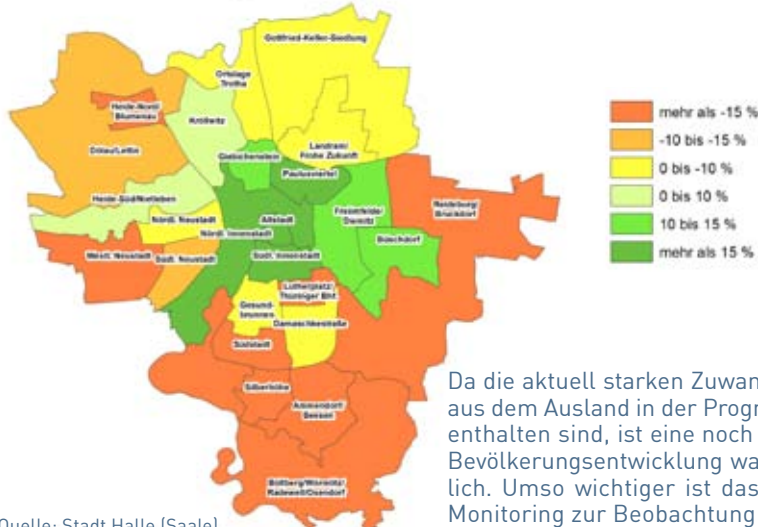 Gottfried-Keller-Siedlung
Ortslage
Trotha
Heide-Nord/
Blumenau
Kröllwitz
Landrain/
Frohe Zukunft
Dölau/Lettin
Giebichenstein
Paulusviertel
Heide-Süd/Nietleben
Nördl. Neustadt
Altstadt
Freiimfelde/
Diemitz
Reideburg/
Bruckdorf
Nördl. Innenstadt
Büschdorf
Westl. Neustadt
Südl. Neustadt
Südl. Innenstadt
Lutherplatz/
Thüringer Bhf.
Gesund-
brunnen
Damaschkestraße
Südstadt
Silberhöhe
Ammendorf/
Beesen
Böllberg/Wörmlitz/
Radewell/Osendorf
mehr als -15 %
-10 bis -15 %
0 bis -10 %
0 bis 10 %
10 bis 15 %
mehr als 15 %
Da die aktuell starken Zuwan
aus dem Ausland in der Progr
enthalten sind, ist eine noch
Bevölkerungsentwicklung wa
lich. Umso wichtiger ist das
Monitoring zur Beobachtung
Quelle: Stadt Halle (Saale)